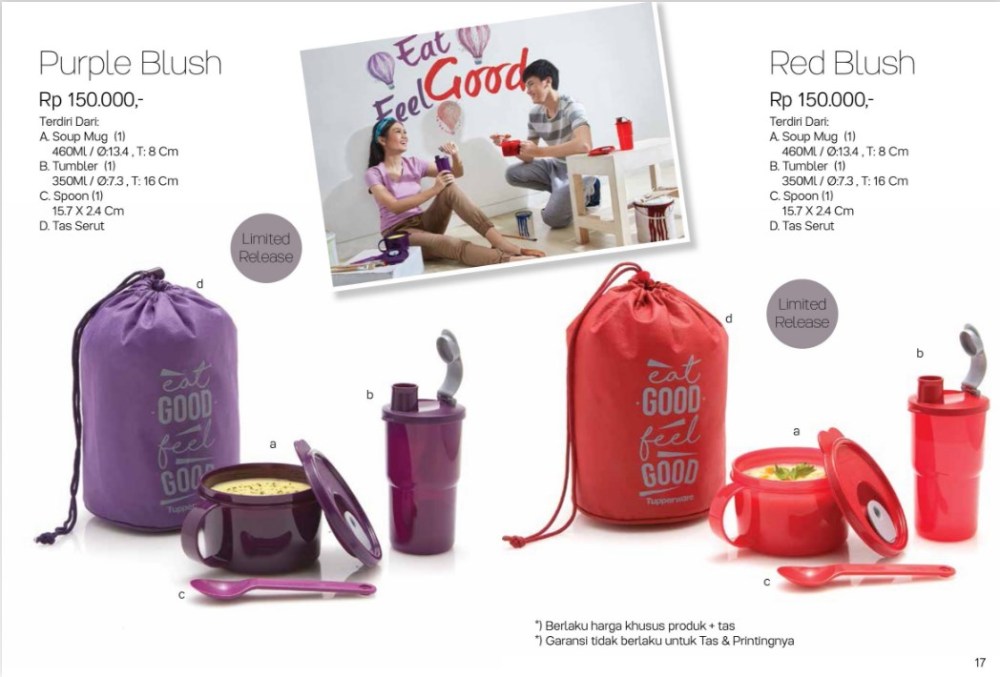 Purple Blush
Rp 150.000,-
Terdiri Dari:
A. Soup Mug (1)
460Ml / Ø:13.4 , T: 8 Cm
B. Tumbler (1)
350Ml / Ø:7.3 , T: 16 Cm
C. Spoon (1)
15.7 X 2.4 Cm
D. Tas Serut
Limited
Release
Eat
Feel Good
Red Blush
Rp 150.000,-
Terdiri Dari:
A. Soup Mug (1)
460Ml / Ø:13.4 , T: 8 Cm
B. Tumbler (1)
350Ml / Ø:7.3 , T: 16 Cm
C. Spoon (1)
15.7 X 2.4 Cm
D. Tas Serut
Limited
Release
d
eat
GOOD
feel
GOOD
Tupperware
a
b
c
d
eat
GOOD
feel
GOOD
Tupperware
a
b
c
*) Berlaku harga khusus produk + tas
*) Garansi tidak berlaku untuk Tas & Printingnya
17